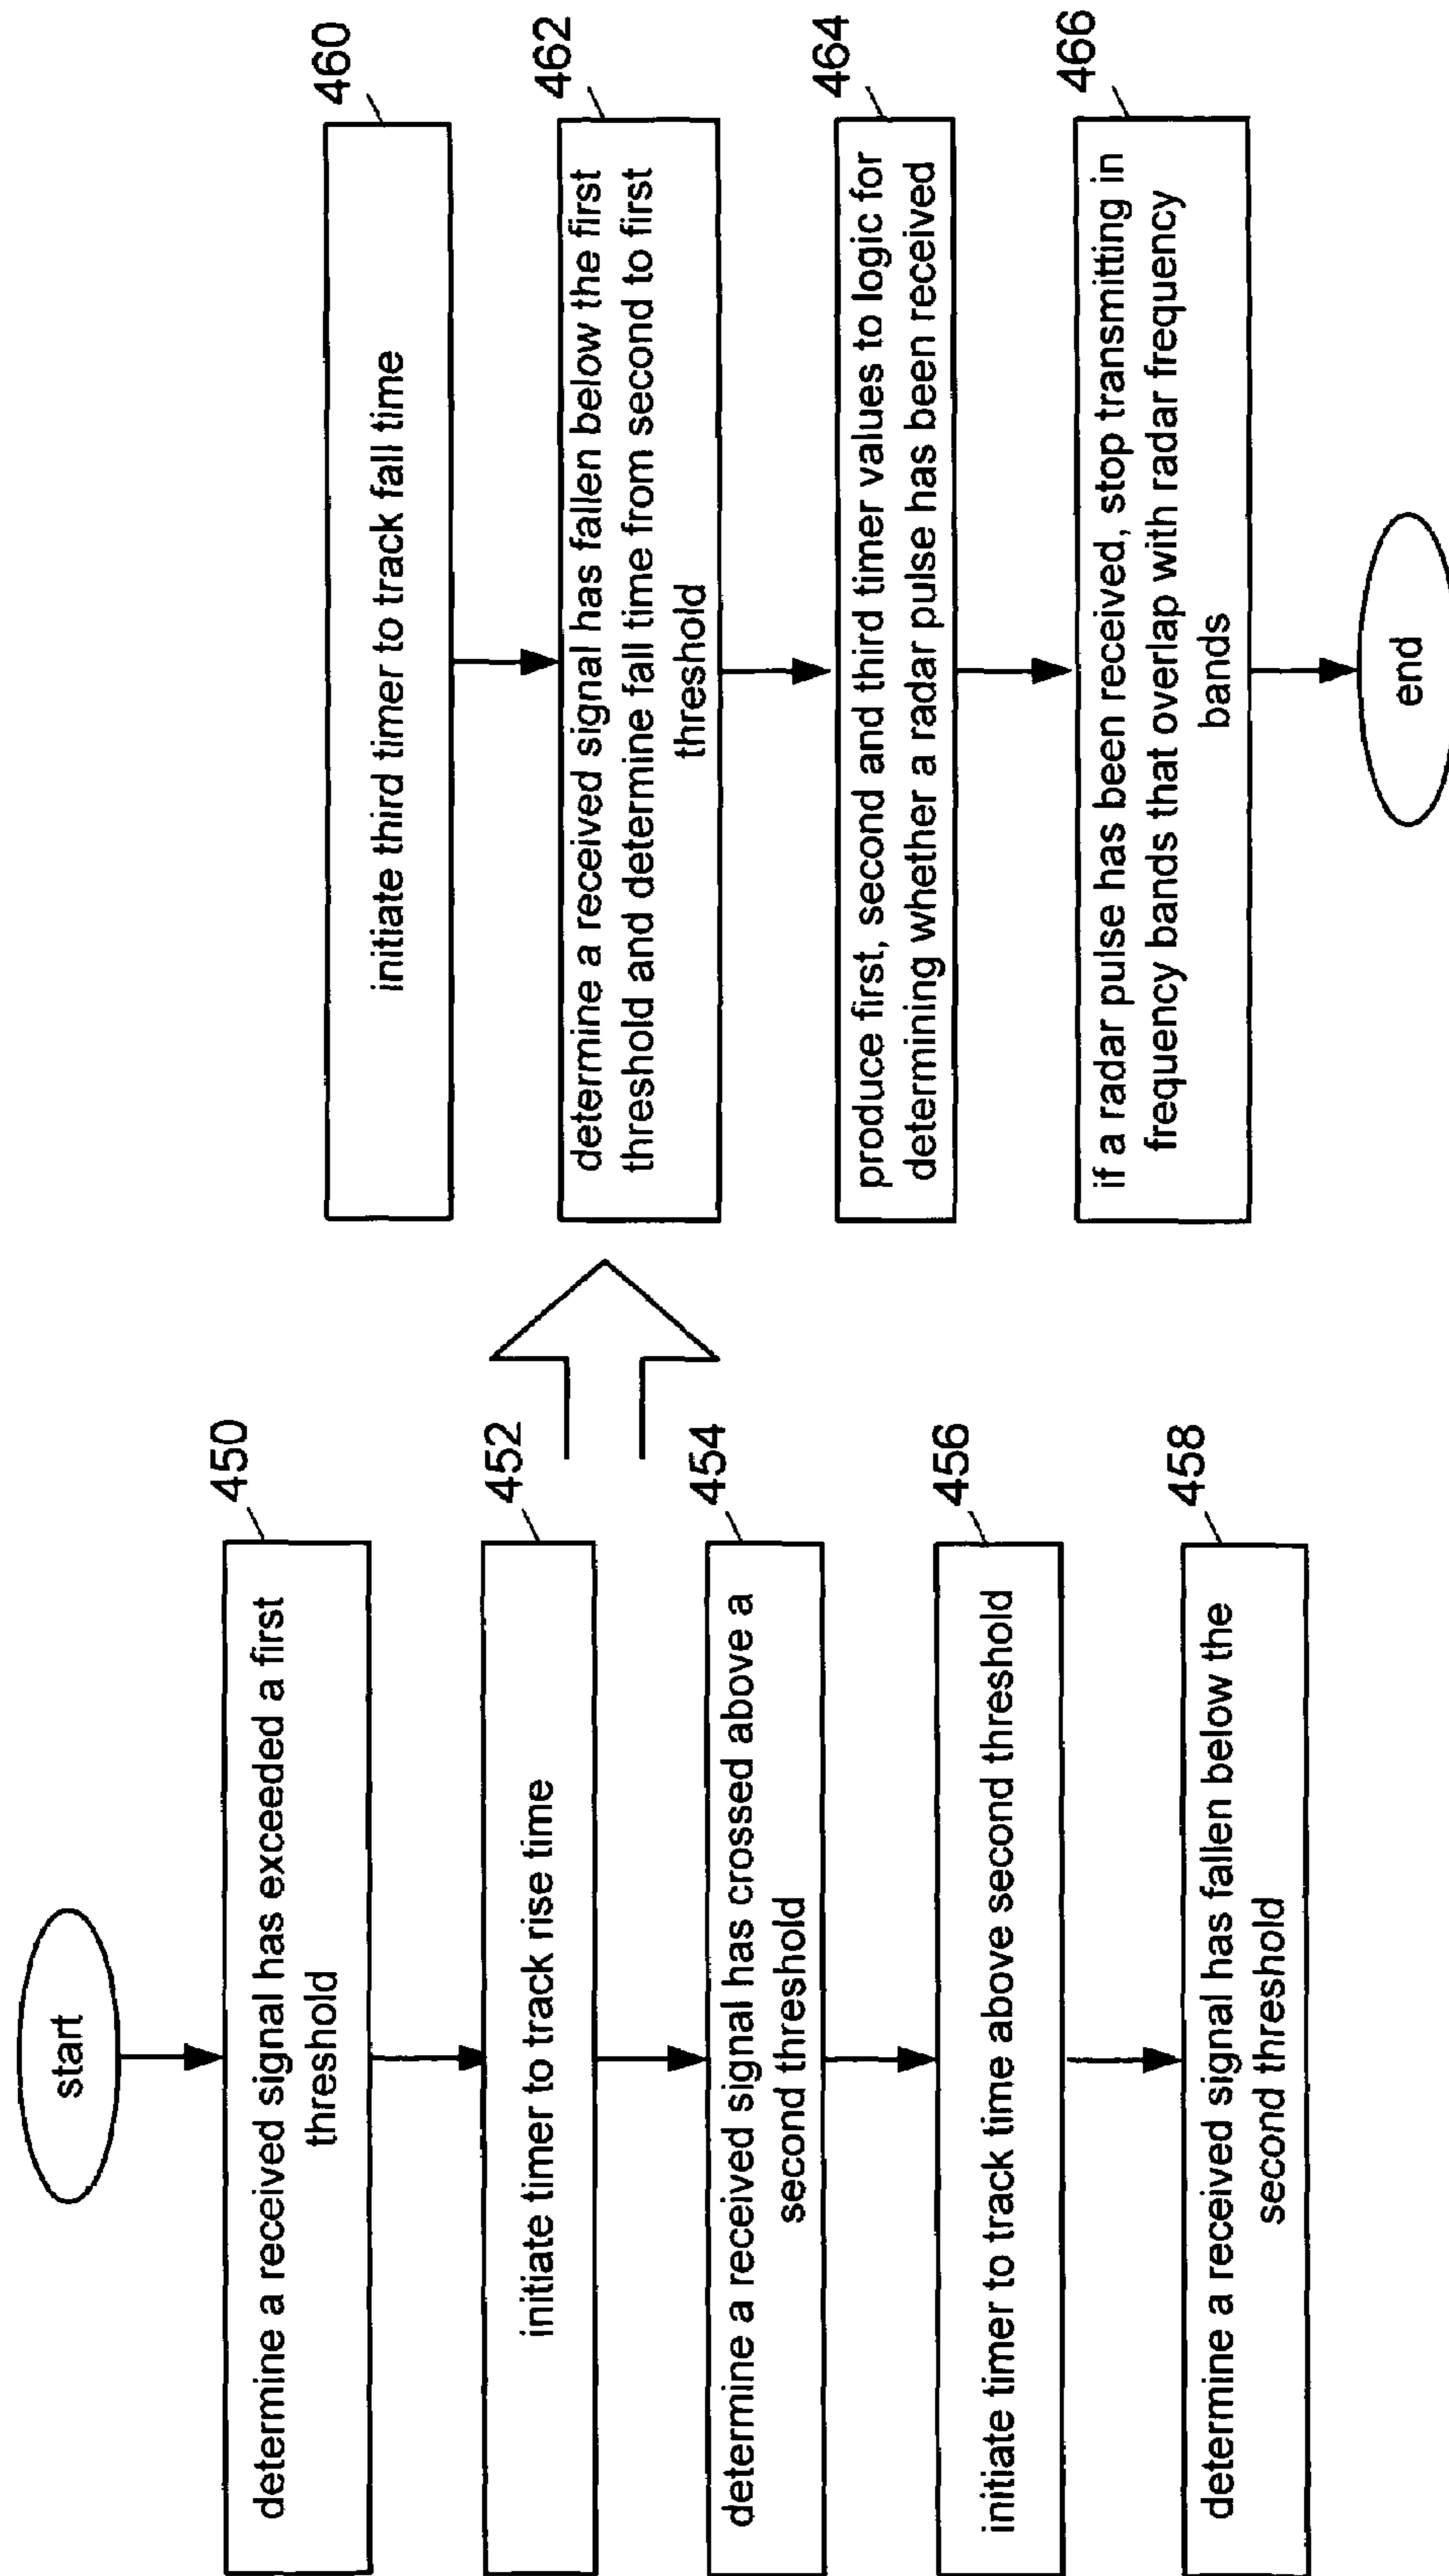 start
450
determine a received signal has exceeded a first
threshold
452
initiate timer to track rise time
454
determine a received signal has crossed above a
second threshold
456
initiate timer to track time above second threshold
458
determine a received signal has fallen below the
second threshold
460
initiate third timer to track fall time
462
determine a received signal has fallen below the first
threshold and determine fall time from second to first
threshold
464
produce first, second and third timer values to logic for
determining whether a radar pulse has been received
466
if a radar pulse has been received, stop transmitting in
frequency bands that overlap with radar frequency
bands
end